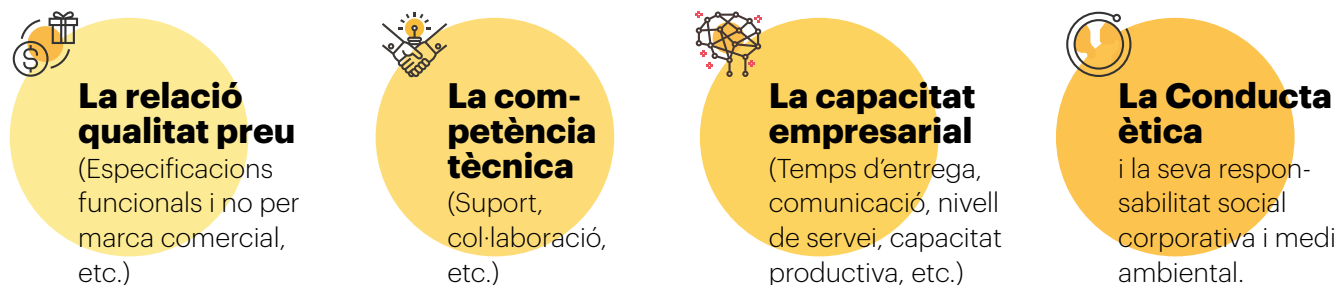 La relació
qualitat preu
(Especificacions
funcionals i no per
marca comercial,
etc.)
La com-
petència
tècnica
(Suport,
col·laboració,
etc.)
La capacitat
empresarial
(Temps d’entrega,
comunicació, nivell
de servei, capacitat
productiva, etc.)
La Conducta
ètica
i la seva respon-
sabilitat social
corporativa i medi
ambiental.